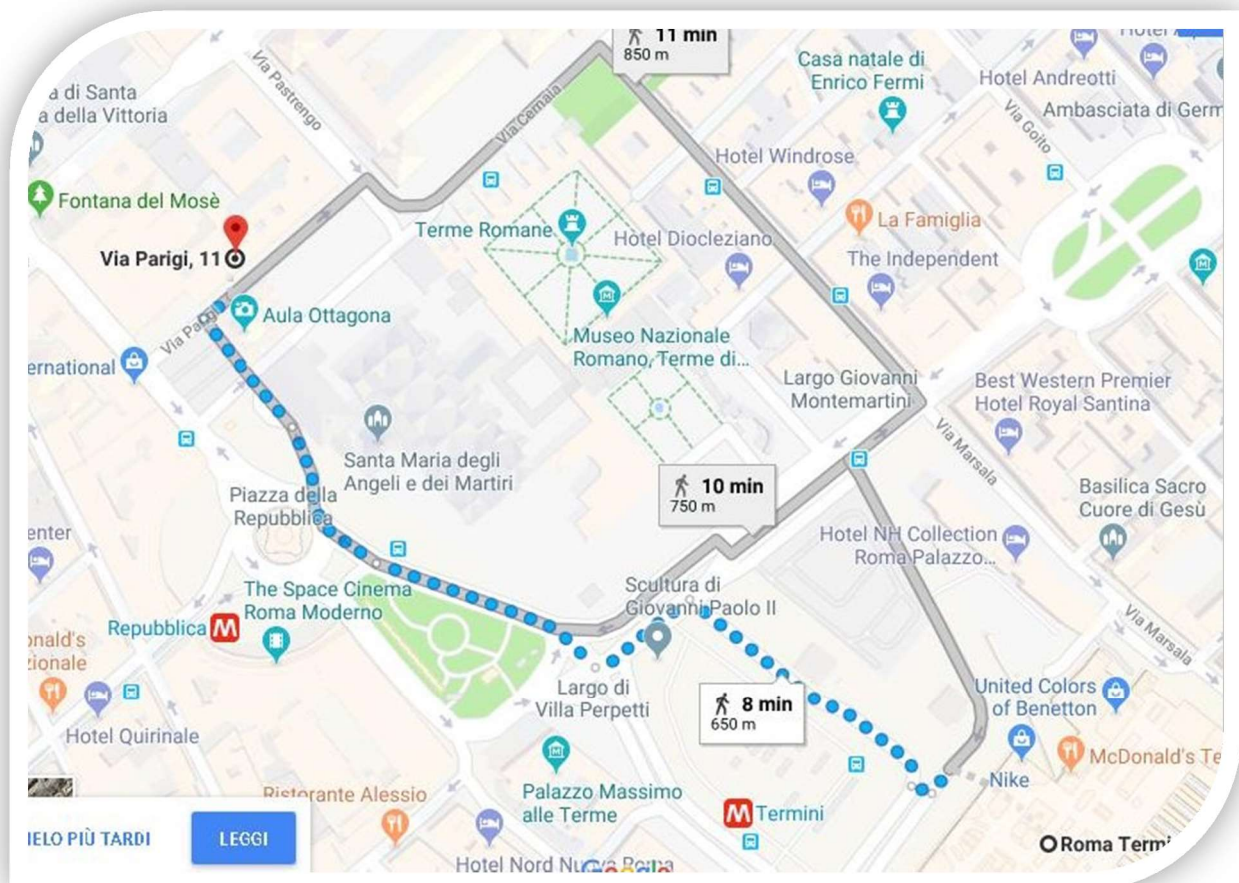 11 min
850 m
Hotel
Casa natale di
Enrico Fermi
Hotel Andreotti
Via Pastrengo
a di Santa
a della Vittoria
Via Cernaia
Via Goito
Ambasciata di Germ
Hotel Windrose
Fontana del Mosè
La Famiglia
Terme Romane
Hotel Diocleziano
Via Parigi, 11
The Independent
Aula Ottagona
Via Parigi
Museo Nazionale
Romano, Terme di...
ernational
Largo Giovanni
Montemartini
Best Western Premier
Hotel Royal Santina
Via Marsala
Santa Maria degli
Angeli e dei Martiri
10 min
750 m
Piazza della
Repubblica
Basilica Sacro
Cuore di Gesù
enter
Hotel NH Collection
Roma Palazzo...
The Space Cinema
Roma Moderno
Scultura di
Giovanni Paolo II
Repubblica M
Via Marsala
onald's
zionale
Largo di
Villa Perpetti
8 min
650 m
United Colors
of Benetton
Hotel Quirinale
McDonald's Te
Nike
Palazzo Massimo
alle Terme
Ristorante Alessio
M Termini
IELO PIÙ TARDI
LEGGI
Roma Termi
Hotel Nord Nuova Roma
Google